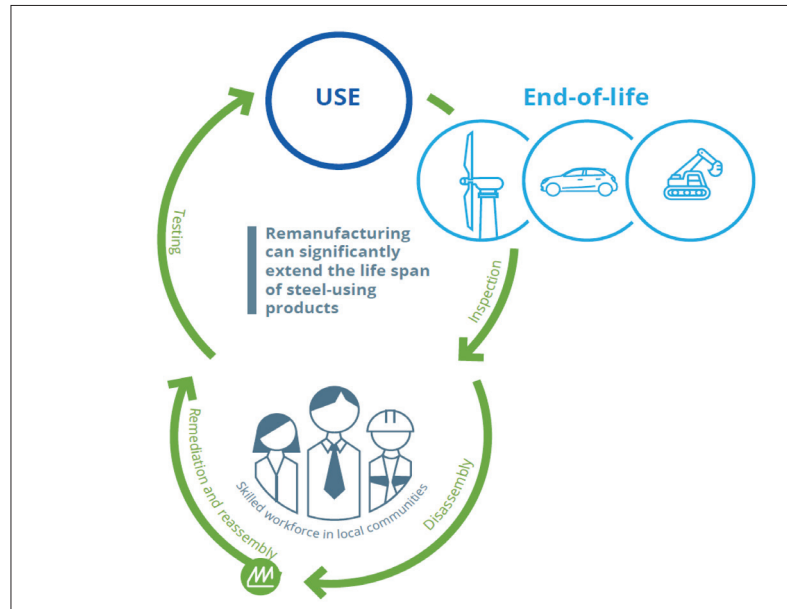 USE
End-of-life
Testing
Remanufacturing
can significantly
extend the life span
of steel-using
products
Inspection
Remediation and reassembly
Skilled workforce in local communities
Disassembly